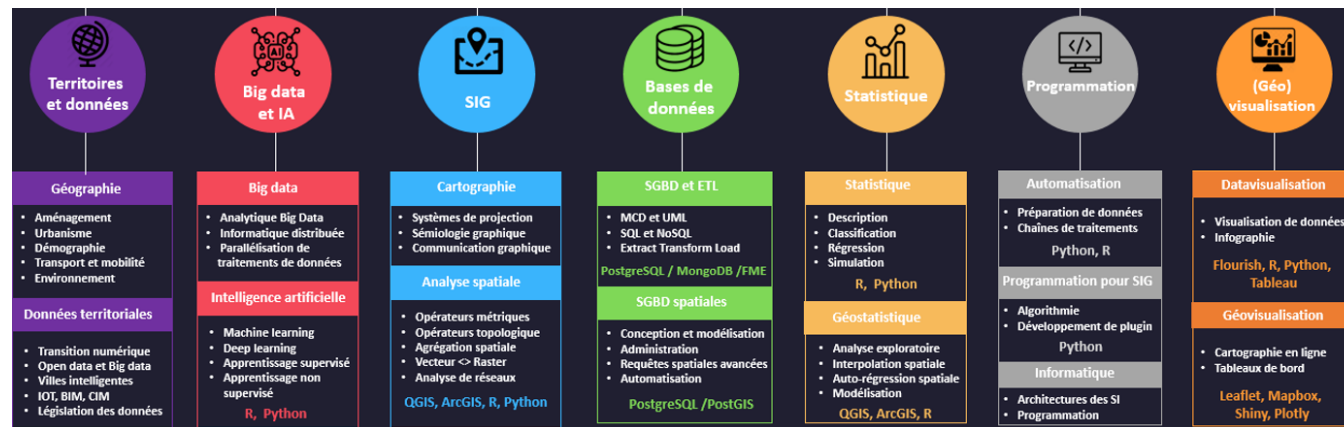 Territoires
et données
Géographie
• Aménagement
• Urbanisme
• Démographie
• Transport et mobilité
• Environnement
Données territoriales
• Transition numérique
• Open data et Big data
• Villes intelligentes
• IOT, BIM, CIM
• Législation des données
AI
Big data
et IA
Big data
• Analytique Big Data
• Informatique distribuée
• Parallélisation de
traitements de données
Intelligence artificielle
• Machine learning
• Deep learning
• Apprentissage supervisé
• Apprentissage non
supervisé
R, Python
SIG
Cartographie
• Systèmes de projection
• Sémiologie graphique
• Communication graphique
Analyse spatiale
• Opérateurs métriques
• Opérateurs topologique
• Agrégation spatiale
• Vecteur <> Raster
• Analyse de réseaux
QGIS, ArcGIS, R, Python
Bases de
données
SGBD et ETL
• MCD et UML
• SQL et NoSQL
• Extract Transform Load
PostgreSQL / MongoDB /FME
SGBD spatiales
• Conception et modélisation
• Administration
• Requêtes spatiales avancées
• Automatisation
PostgreSQL /PostGIS
Statistique
Statistique
• Description
• Classification
• Régression
• Simulation
R, Python
Géostatistique
• Analyse exploratoire
• Interpolation spatiale
• Auto-régression spatiale
• Modélisation
QGIS, ArcGIS, R
</>
Programmation
Automatisation
• Préparation de données
• Chaînes de traitements
Python, R
Programmation pour SIG
• Algorithmie
• Développement de plugin
Python
Informatique
• Architectures des SI
• Programmation
(Géo)
visualisation
Datavisualisation
• Visualisation de données
• Infographie
Flourish, R, Python,
Tableau
Géovisualisation
• Cartographie en ligne
• Tableaux de bord
Leaflet, Mapbox,
Shiny, Plotly